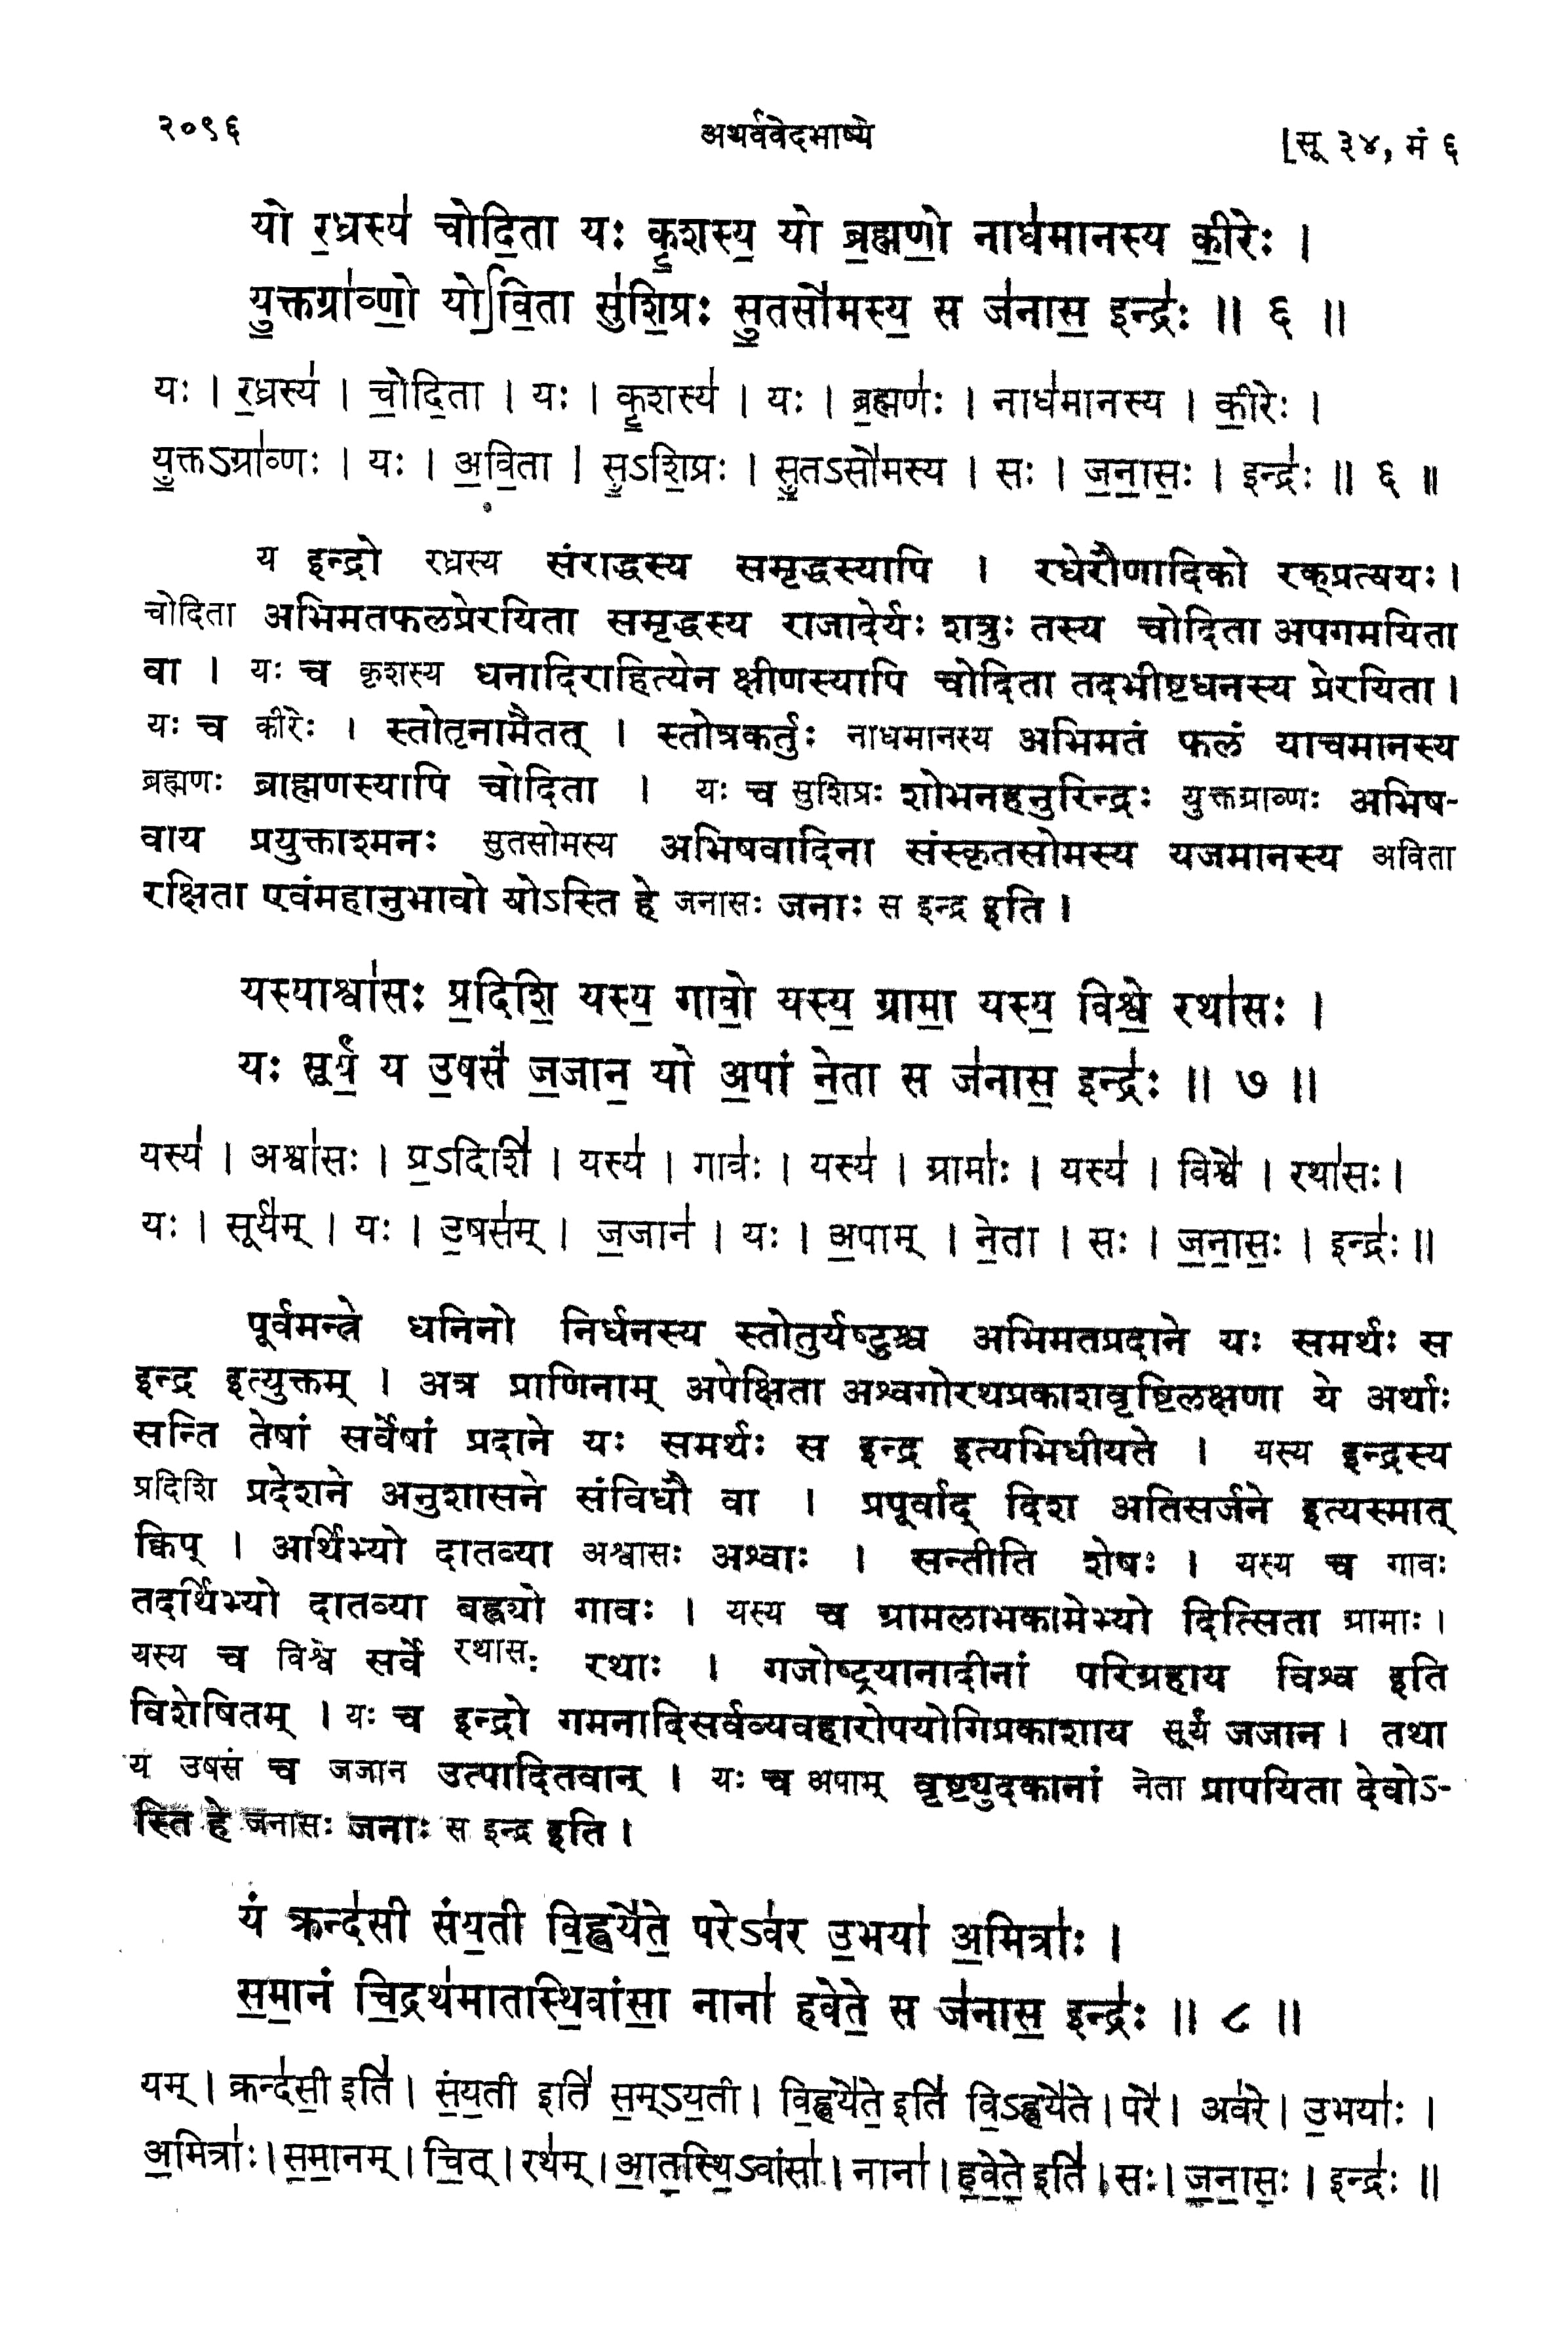 २०९६ अथर्ववेदभाष्ये [सू ३४, मं ६
यो र॒ध्रस्य॑ चोदि॒ता यः कृ॒शस्य॒ यो ब्र॒ह्मणो॒ नाध॑मानस्य की॒रेः ।
यु॒क्तग्रा॑व्णो॒ योऽवि॒ता सु॑शि॒प्रः सु॒तसो॑मस्य॒ स ज॑नास॒ इन्द्रः॑ ॥ ६ ॥
यः । र॒ध्रस्य॑ । चो॒दि॒ता । यः । कृ॒शस्य॑ । यः । ब्र॒ह्मणः॑ । नाध॑मानस्य । की॒रेः ।
यु॒क्तऽग्रा॑व्णः । यः । अ॒वि॒ता । सु॒ऽशि॒प्रः । सु॒तऽसो॑मस्य । सः । ज॒ना॒सः॒ । इन्द्रः॑ ॥ ६ ॥
य इन्द्रो रध्रस्य संराद्धस्य समृद्धस्यापि । रधेरौणादिको रक्प्रत्ययः ।
चोदिता अभिमतफलप्रेरयिता समृद्धस्य राजादेर्यः शत्रुः तस्य चोदिता अपगमयिता
वा । यः च कृशस्य धनादिराहित्येन क्षीणस्यापि चोदिता तदभीष्टधनस्य प्रेरयिता ।
यः च कीरेः । स्तोतृनामैतत् । स्तोत्रकर्तुः नाधमानस्य अभिमतं फलं याचमानस्य
ब्रह्मणः ब्राह्मणस्यापि चोदिता । यः च सुशिप्रः शोभनहनुरिन्द्रः युक्तग्राव्णः अभिष-
वाय प्रयुक्ताश्मनः सुतसोमस्य अभिषवादिना संस्कृतसोमस्य यजमानस्य अविता
रक्षिता एवंमहानुभावो योऽस्ति हे जनासः जनाः स इन्द्र इति ।
यस्याश्वा॑सः प्र॒दिशि॒ यस्य॒ गावो॒ यस्य॒ ग्रामा॒ यस्य॒ विश्वे॒ रथा॑सः ।
यः सूर्यं॒ य उ॒षसं॑ ज॒जान॒ यो अ॒पां ने॒ता स ज॑नास॒ इन्द्रः॑ ॥ ७ ॥
यस्य॑ । अश्वा॑सः । प्र॒ऽदिशि॑ । यस्य॑ । गावः॑ । यस्य॑ । ग्रामाः॑ । यस्य॑ । विश्वे॑ । रथा॑सः ।
यः । सूर्य॑म् । यः । उ॒षस॑म् । ज॒जान॑ । यः । अ॒पाम् । ने॒ता । सः । ज॒ना॒सः॒ । इन्द्रः॑ ॥
पूर्वमन्त्रे धनिनो निर्धनस्य स्तोतुर्यष्टुश्च अभिमतप्रदाने यः समर्थः स
इन्द्र इत्युक्तम् । अत्र प्राणिनाम् अपेक्षिता अश्वगोरथप्रकाशवृष्टिलक्षणा ये अर्थाः
सन्ति तेषां सर्वेषां प्रदाने यः समर्थः स इन्द्र इत्यभिधीयते । यस्य इन्द्रस्य
प्रदिशि प्रदेशने अनुशासने संविधौ वा । प्रपूर्वाद् दिश अतिसर्जने इत्यस्मात्
क्विप् । आर्थिभ्यो दातव्या अश्वासः अश्वाः । सन्तीति शेषः । यस्य च गावः
तदर्थिभ्यो दातव्या बह्व्यो गावः । यस्य च ग्रामलाभकामेभ्यो दित्सिता ग्रामाः ।
यस्य च विश्वे सर्वे रथासः रथाः । गजोष्ट्रयानादीनां परिग्रहाय विश्व इति
विशेषितम् । यः च इन्द्रो गमनादिसर्वव्यवहारोपयोगिप्रकाशाय सूर्यं जजान । तथा
य उषसं च जजान उत्पादितवान् । यः च अपाम् वृष्ट्युदकानां नेता प्रापयिता देवोऽ-
स्ति हे जनासः जनाः स इन्द्र इति ।
यं क्रन्द॑सी संय॒ती वि॒ह्वये॑ते॒ परेऽव॑र उ॒भया॑ अ॒मित्राः॑ ।
स॒मा॒नं चि॒द्रथ॑मातस्थि॒वांसा॒ नाना॑ हवेते॒ स ज॑नास॒ इन्द्रः॑ ॥ ८ ॥
यम् । क्रन्द॑सी॒ इति॑ । सं॒य॒ती इति॑ स॒म्ऽय॒ती । वि॒ह्वये॑ते॒ इति॑ वि॒ऽह्वये॑ते । परे॑ । अव॑रे । उ॒भयाः॑ ।
अ॒मित्राः॑ । स॒मा॒नम् । चि॒त् । रथ॑म् । आ॒त॒स्थि॒ऽवांसा॑ । नाना॑ । ह॒वे॒ते॒ इति॑ । सः । ज॒ना॒सः॒ । इन्द्रः॑ ॥